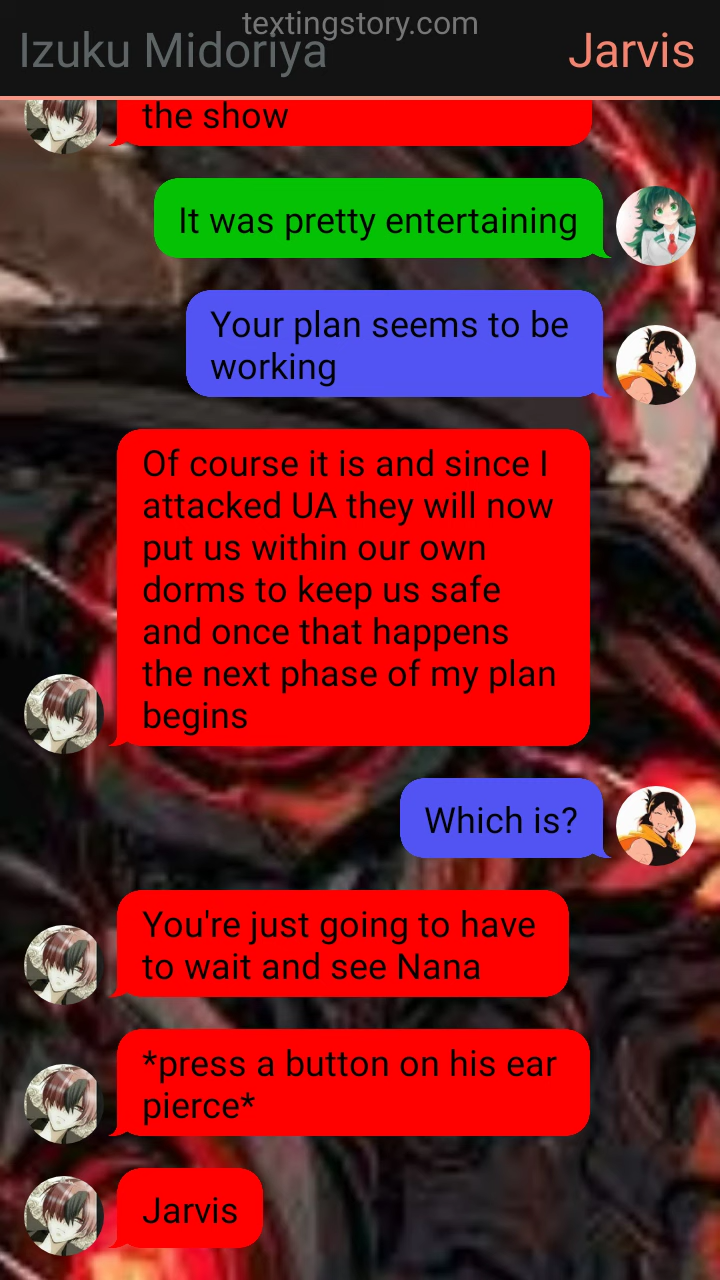 textingstory.com
Izuku Midoriya
Jarvis
the show
It was pretty entertaining
Your plan seems to be
working
Of course it is and since I
attacked UA they will now
put us within our own
dorms to keep us safe
and once that happens
the next phase of my plan
begins
Which is?
You're just going to have
to wait and see Nana
*press a button on his ear
pierce*
Jarvis